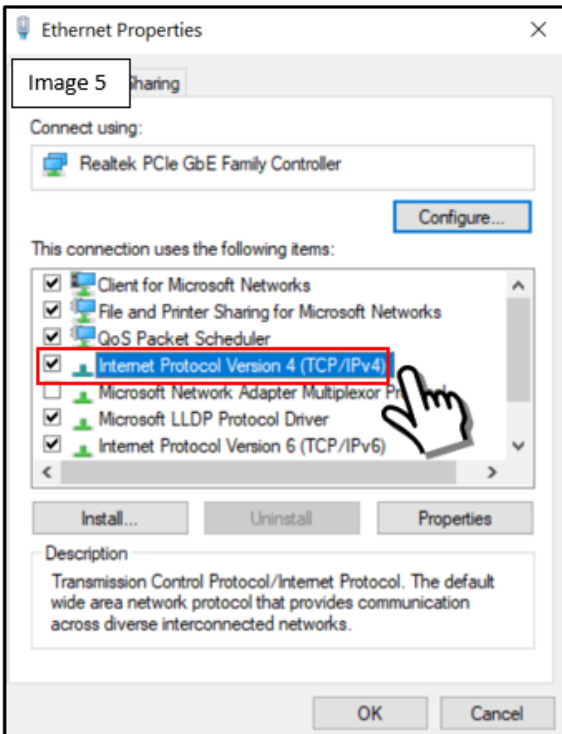 Ethernet Properties
Image 5
Sharing
Connect using:
Realtek PCIe GbE Family Controller
Configure...
This connection uses the following items:
Client for Microsoft Networks
File and Printer Sharing for Microsoft Networks
QoS Packet Scheduler
Internet Protocol Version 4 (TCP/IPv4)
Microsoft Network Adapter Multiplexor
Microsoft LLDP Protocol Driver
Internet Protocol Version 6 (TCP/IPv6)
Install...
Uninstall
Properties
Description
Transmission Control Protocol/Internet Protocol. The default
wide area network protocol that provides communication
across diverse interconnected networks.
OK
Cancel